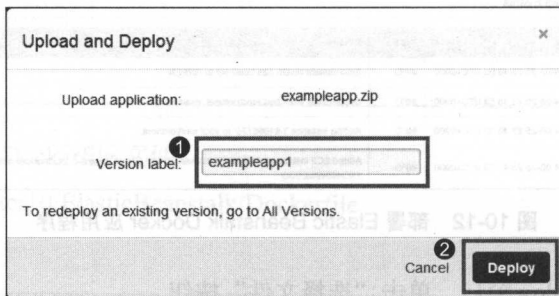 Upload and Deploy ×
Upload application: exampleapp.zip
1
Version label: exampleapp1
To redeploy an existing version, go to All Versions.
2
Cancel Deploy